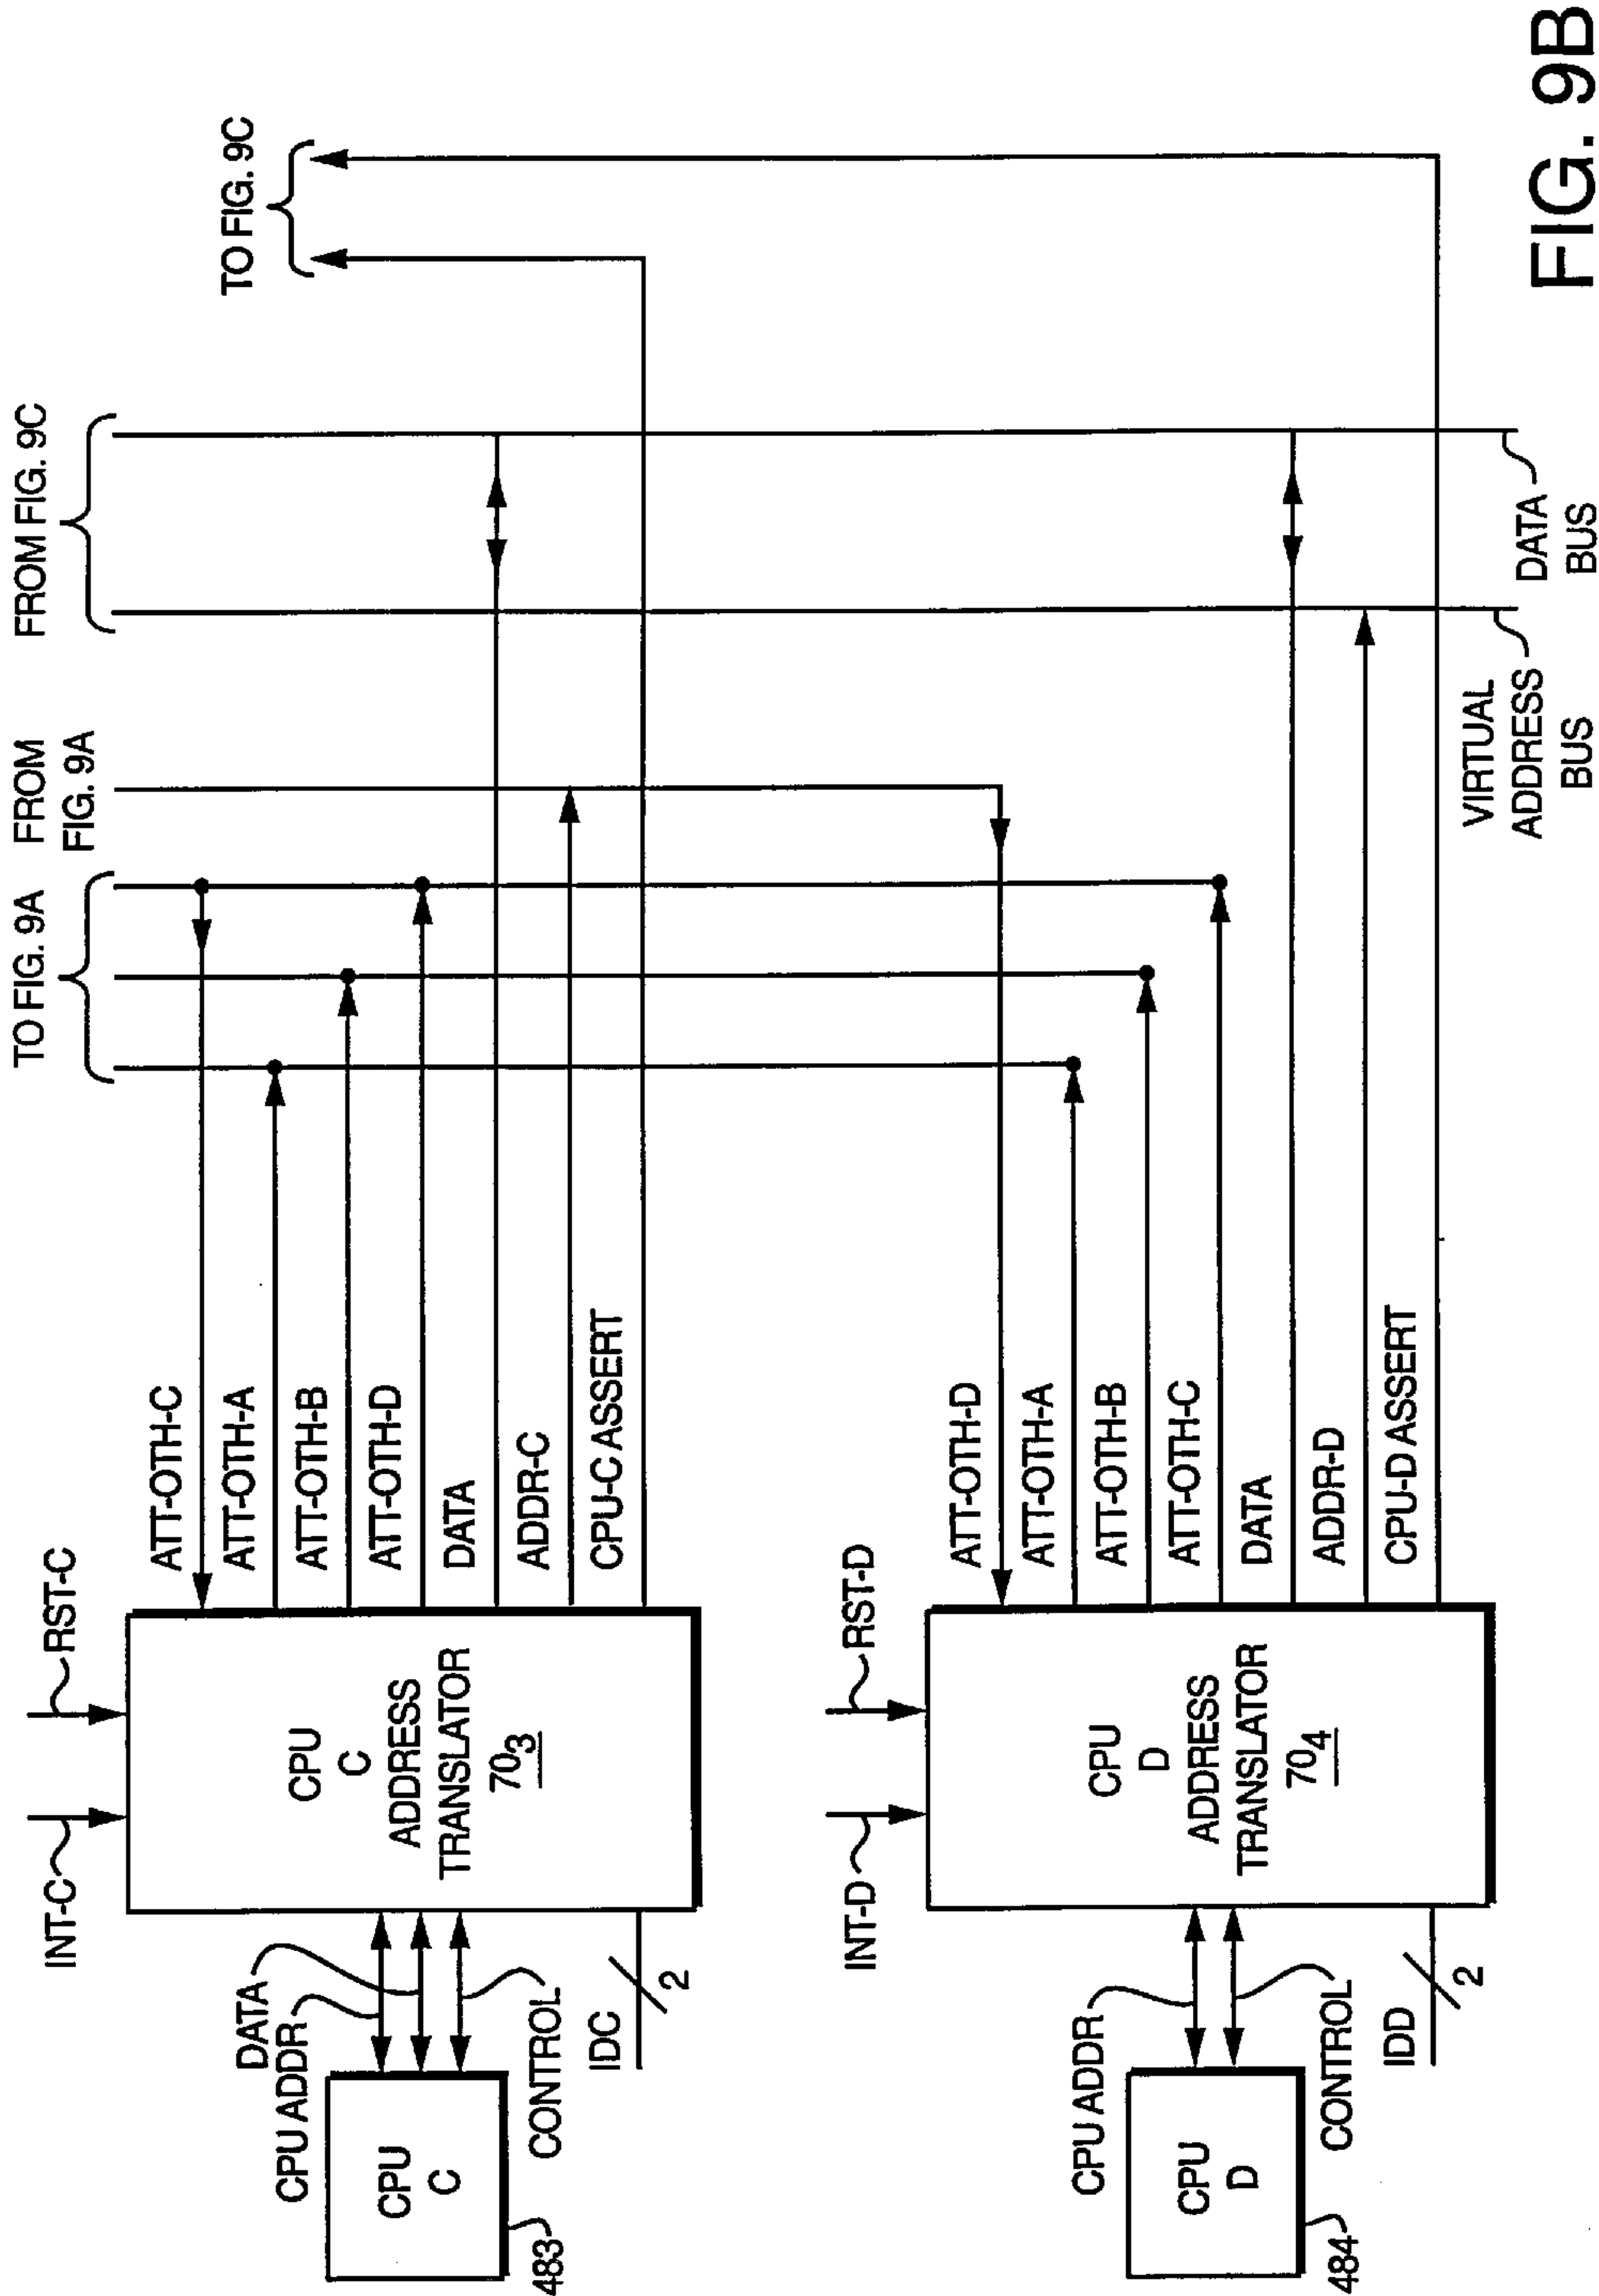 TO FIG. 9A
FROM
FIG. 9A
FROM FIG. 9C
TO FIG. 9C
INT-C
RST-C
DATA
CPU ADDR
CPU
C
483
CONTROL
IDC
2
CPU
C
ADDRESS
TRANSLATOR
70₃
ATT-OTH-C
ATT-OTH-A
ATT-OTH-B
ATT-OTH-D
DATA
ADDR-C
CPU-C ASSERT
INT-D
RST-D
CPU ADDR
CPU
D
484
CONTROL
IDD
2
CPU
D
ADDRESS
TRANSLATOR
70₄
ATT-OTH-D
ATT-OTH-A
ATT-OTH-B
ATT-OTH-C
DATA
ADDR-D
CPU-D ASSERT
VIRTUAL
ADDRESS
BUS
DATA
BUS
FIG. 9B